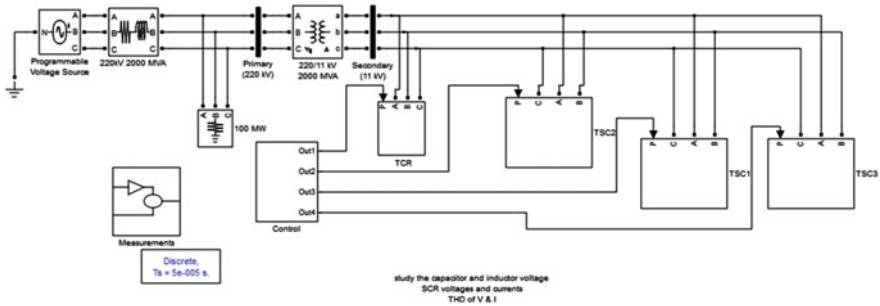 A A A A A A A a
N B B B B B B B b
C C C C C C C c
Programmable
Voltage Source
220kV 2000 MVA
Primary
(220 kV)
220/11 kV
2000 MVA
Secondary
(11 kV)
A B C
100 MW
P A B C
TCR
P C A B
TSC2
P C A B
TSC1
P C A B
TSC3
Out1
Out2
Out3
Out4
Control
Measurements
Discrete,
Ts = 5e-005 s.
study the capacitor and inductor voltage
SCR voltages and currents
THD of V & I